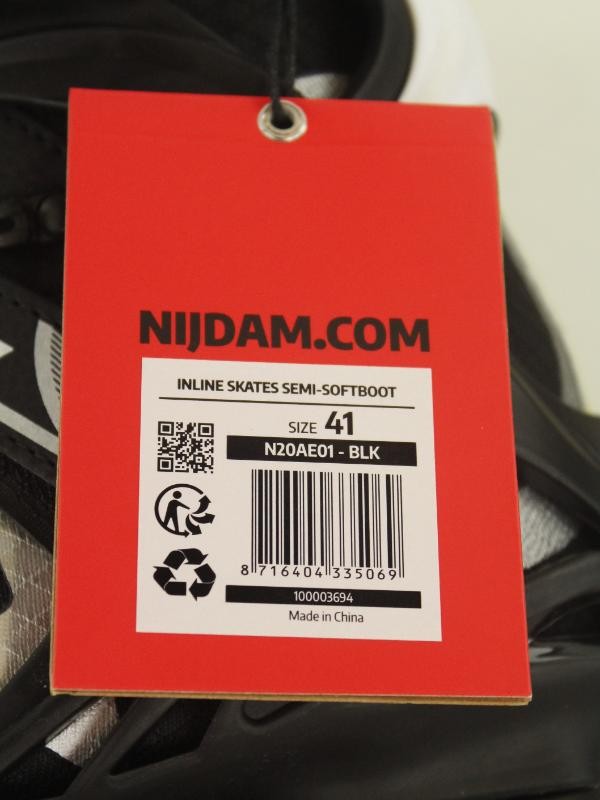 NIJDAM.COM
INLINE SKATES SEMI-SOFTBOOT
SIZE 41
N20AE01 - BLK
8 716404 335069
100003694
Made in China